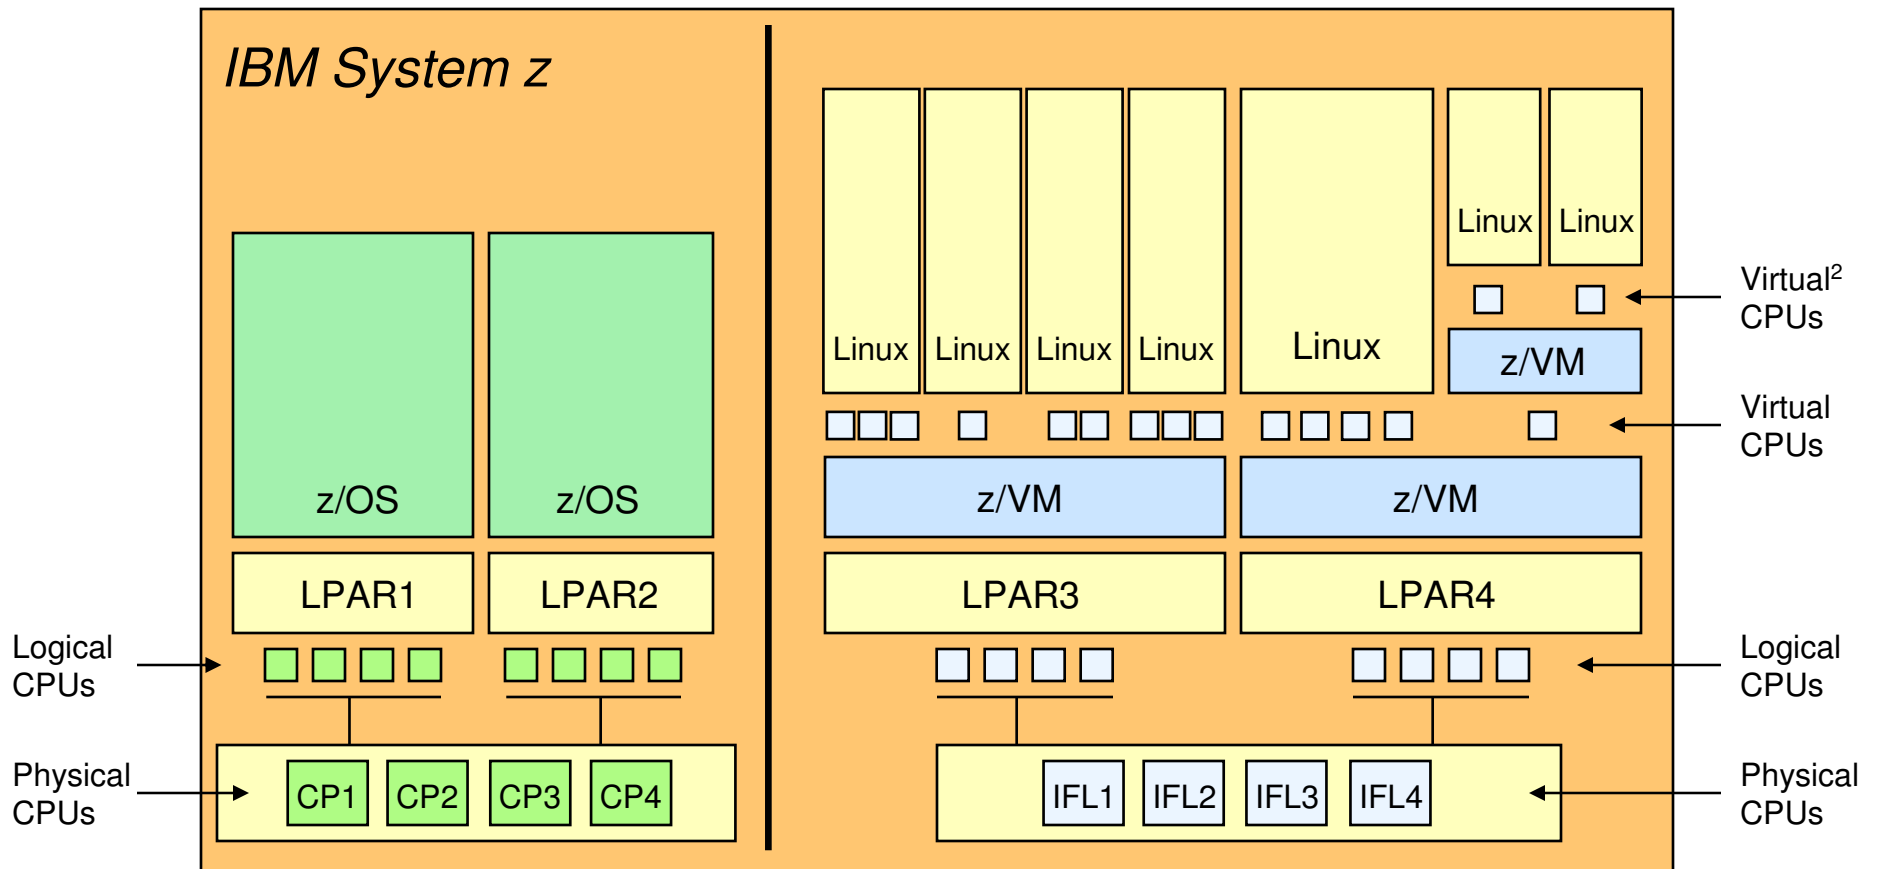 IBM System z
Linux Linux
Virtual²
CPUs
Linux Linux Linux Linux Linux
z/VM
Virtual
CPUs
z/OS z/OS z/VM z/VM
LPAR1 LPAR2 LPAR3 LPAR4
Logical
CPUs
Logical
CPUs
Physical
CPUs
CP1 CP2 CP3 CP4
IFL1 IFL2 IFL3 IFL4
Physical
CPUs